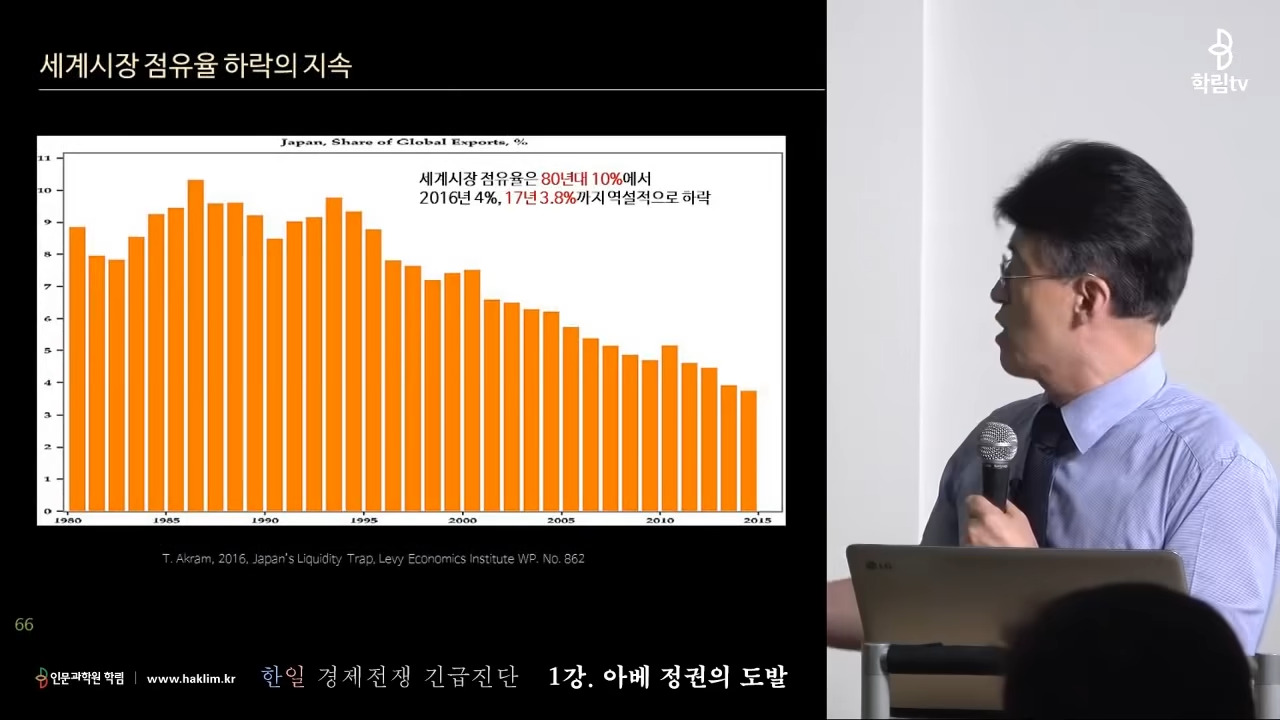 세계시장 점유율 하락의 지속
학림tv
Japan, Share of Global Exports, %
세계시장 점유율은 80년대 10%에서
2016년 4%, 17년 3.8%까지 역설적으로 하락
11
10
9
8
7
6
5
4
3
2
1
0
1980 1985 1990 1995 2000 2005 2010 2015
T. Akram, 2016, Japan's Liquidity Trap, Levy Economics Institute WP. No. 862
LG
66
인문과학원 학림 | www.haklim.kr 한일 경제전쟁 긴급진단 1강. 아베 정권의 도발